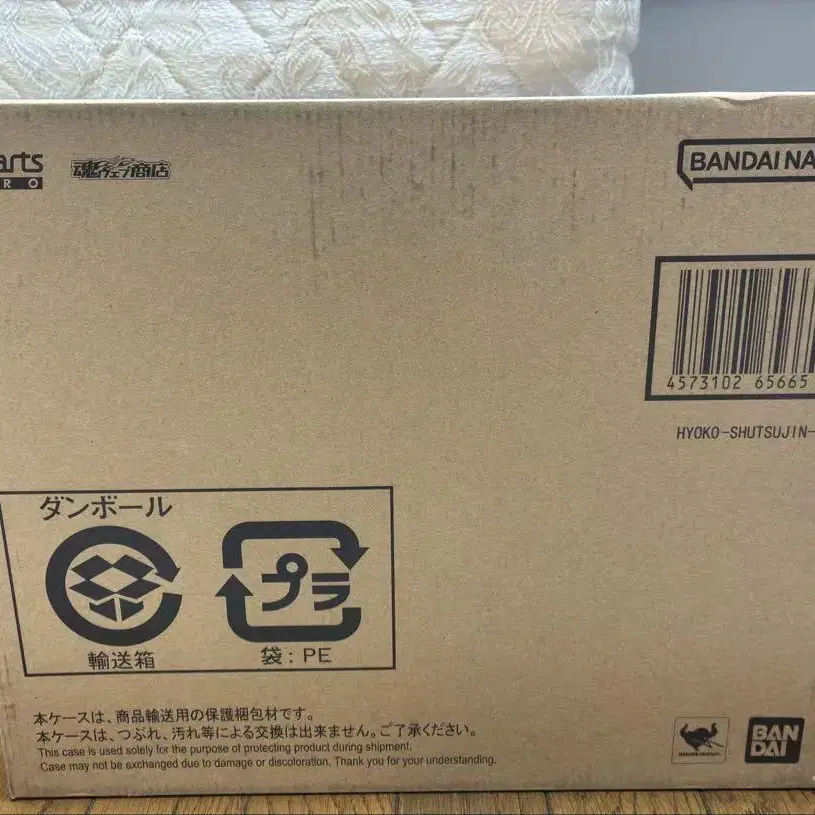 arts
RO
魂ウェブ商店
BANDAI NA
4573102 65665
HYOKO-SHUTSUJIN-
ダンボール
プラ
輸送箱
袋:PE
本ケースは、商品輸送用の保護梱包材です。
本ケースは、つぶれ、汚れ等による交換は出来ません。ご了承ください。
This case is used solely for the purpose of protecting product during shipment.
Case may not be exchanged due to damage or discoloration. Thank you for your understanding.
BAN
DAI